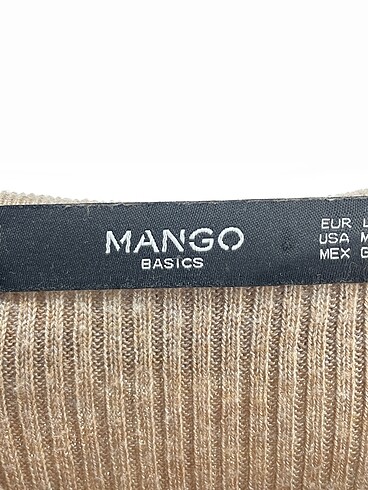 MANGO
BASICS
EUR L
USA M
MEX G